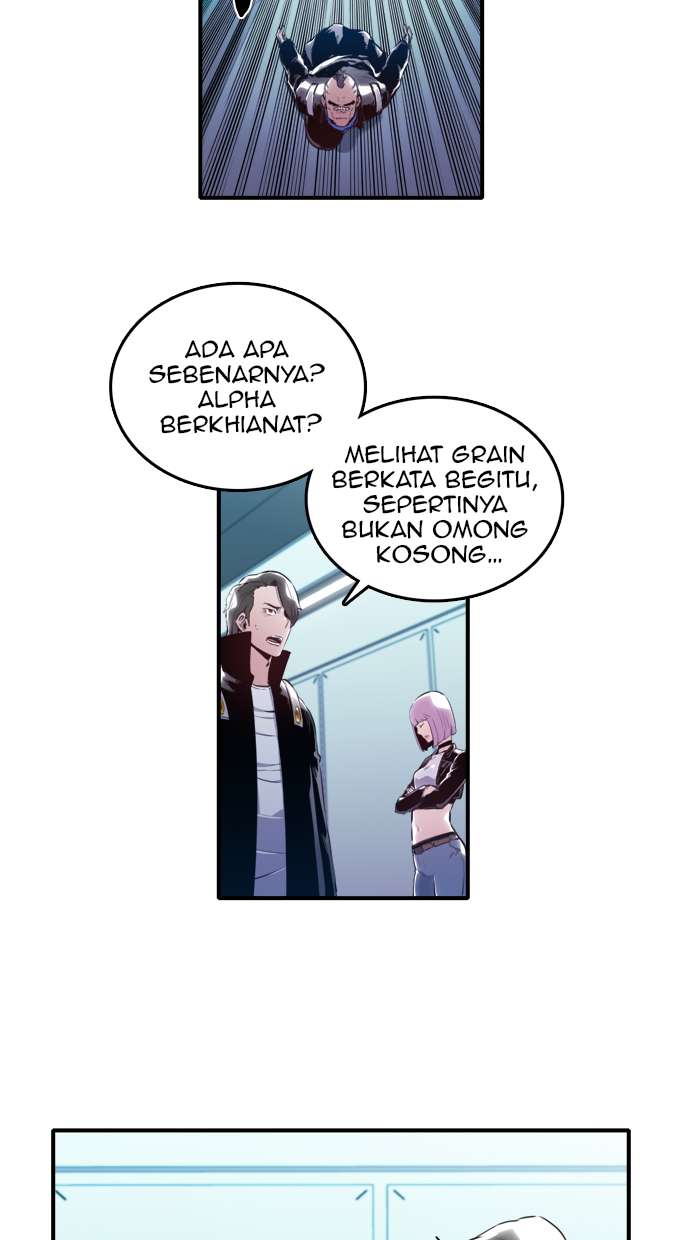 ADA APA
SEBENARNYA?
ALPHA
BERKHIANAT?
MELIHAT GRAIN
BERKATA BEGITU,
SEPERTINYA
BUKAN OMONG
KOSONG...